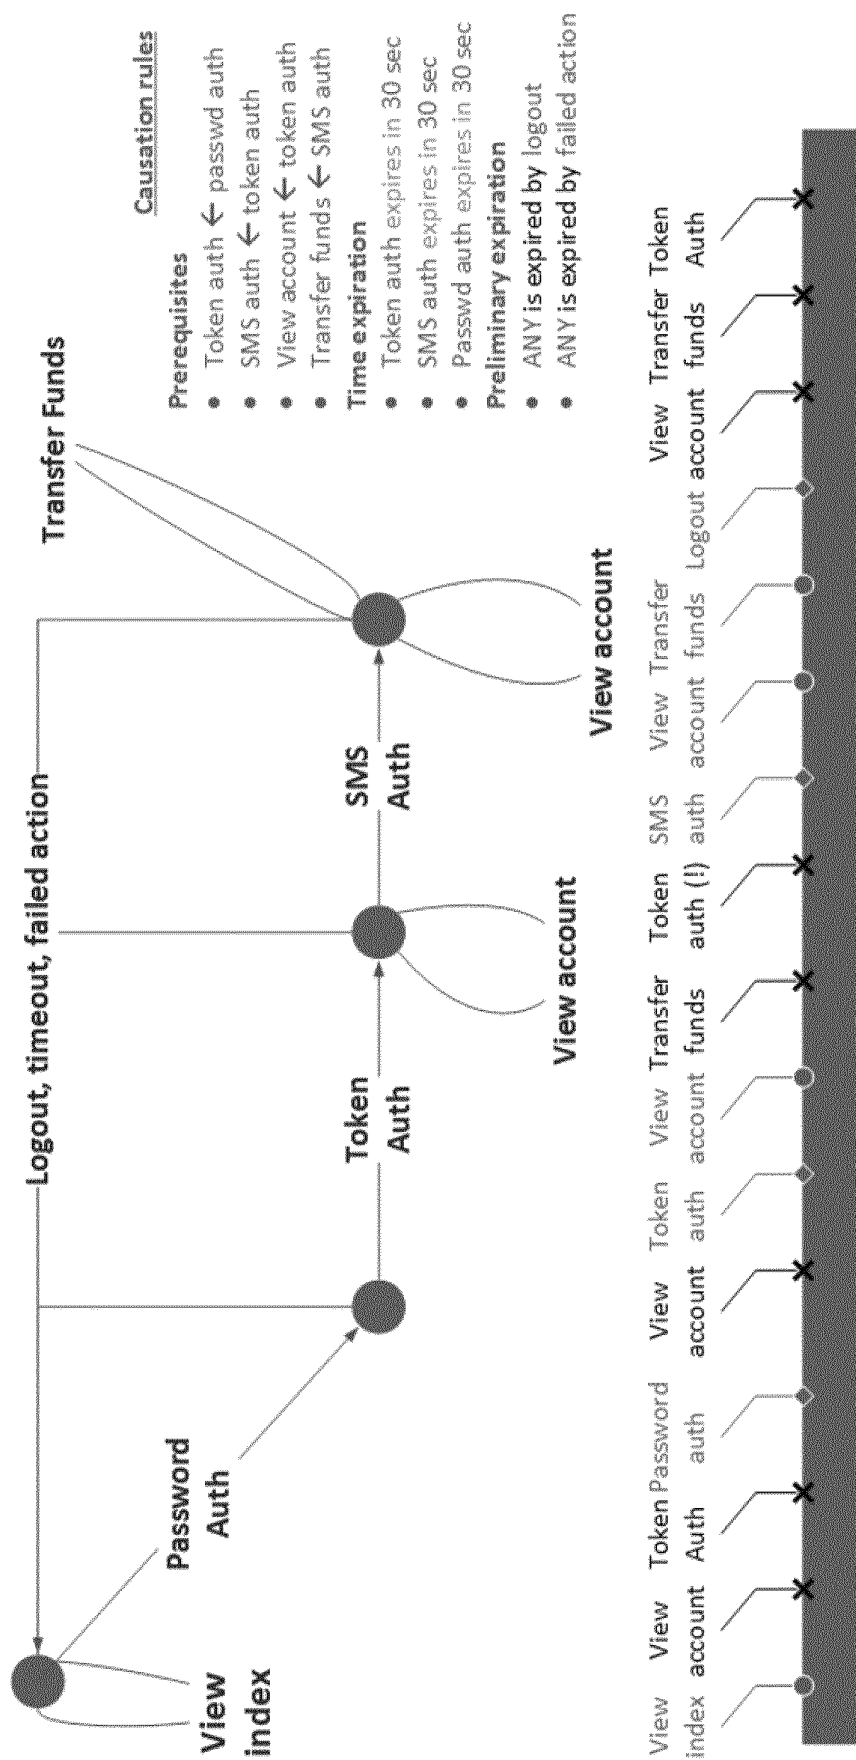 Logout, timeout, failed action
Transfer Funds
View
index
Password
Auth
Token
Auth
SMS
Auth
View account
View account
Causation rules
Prerequisites
• Token auth ← passwd auth
• SMS auth ← token auth
• View account ← token auth
• Transfer funds ← SMS auth
Time expiration
• Token auth expires in 30 sec
• SMS auth expires in 30 sec
• Passwd auth expires in 30 sec
Preliminary expiration
• ANY is expired by logout
• ANY is expired by failed action
View
index
View
account
Token
Auth
Password
auth
View
account
Token
auth
View
account
Transfer
funds
Token
auth (!)
SMS
auth
View
account
Transfer
funds
Logout
View
account
Transfer
funds
Token
Auth